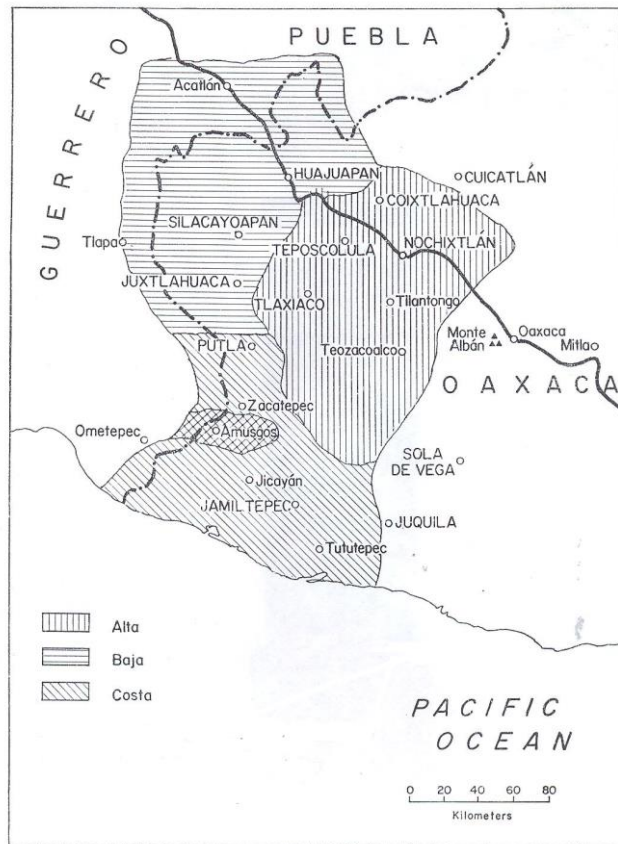 PUEBLA
GUERRERO
Acatlán
HUAJUAPAN
CUICATLÁN
COIXTLAHUACA
SILACAYOAPAN
Tlapa
TEPOSCOLULA
NOCHIXTLÁN
JUXTLAHUACA
TLAXIACO
Tilantongo
Monte
Albán
Oaxaca
Mitla
PUTLA
Teozacoalco
OAXACA
Zacatepec
Amusgos
Ometepec
SOLA
DE VEGA
Jicayán
JAMILTEPEC
JUQUILA
Tututepec
Alta
Baja
Costa
PACIFIC
OCEAN
0 20 40 60 80
Kilometers